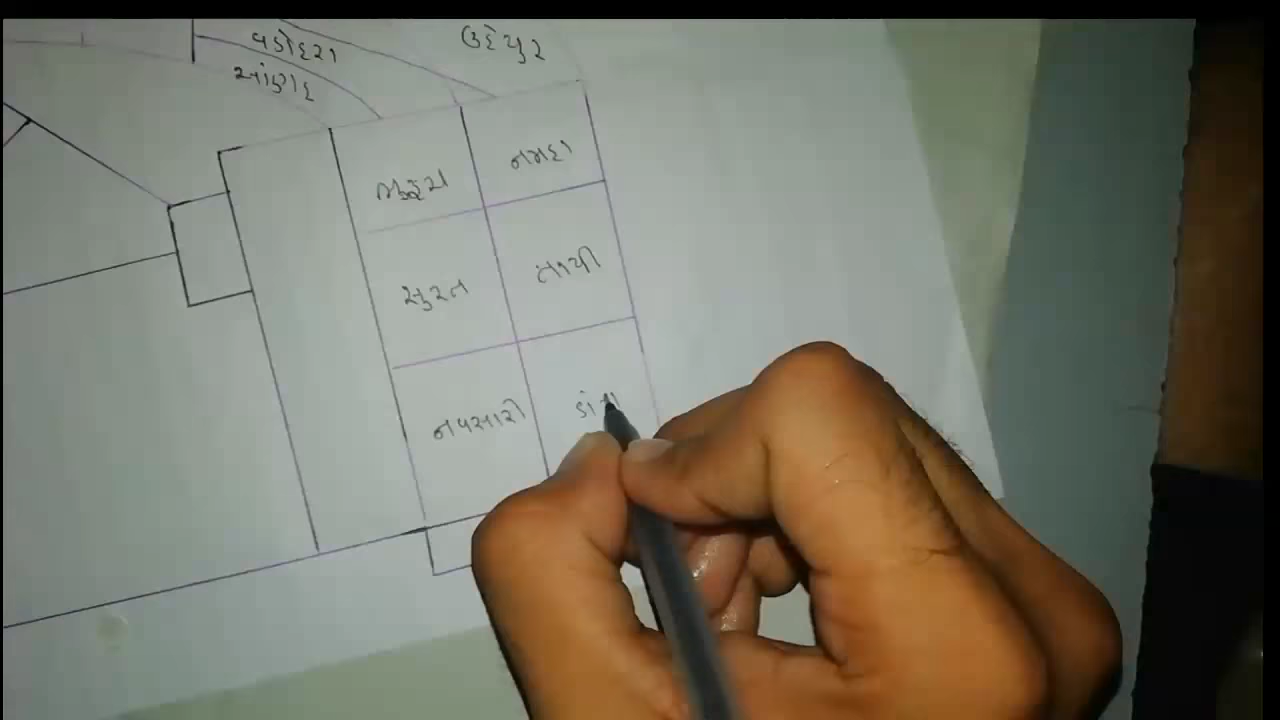 વડોદરા
આણંદ
ઉદેપુર
ભરૂચ
નર્મદા
સુરત
તાપી
નવસારી
ડાંગ